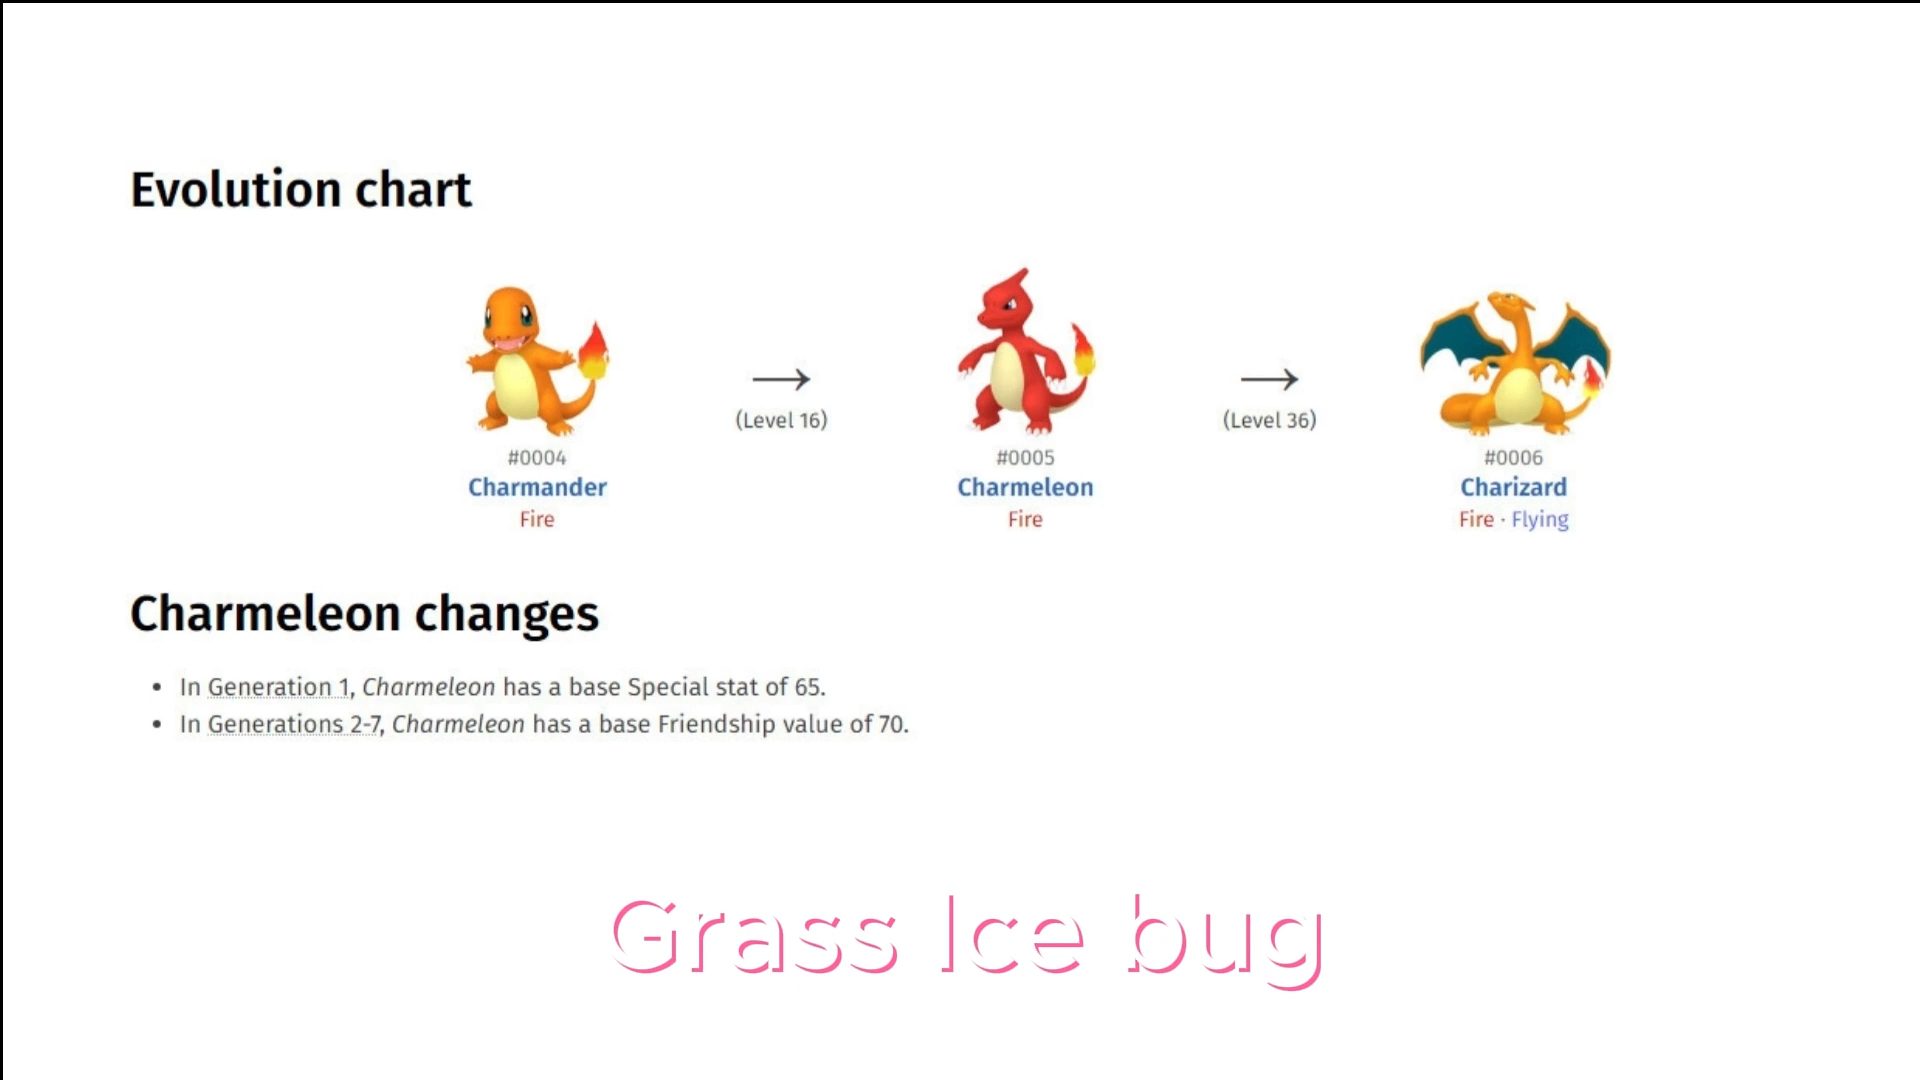 Evolution chart
(Level 16)
(Level 36)
#0004
#0005
#0006
Charmander
Charmeleon
Charizard
Fire
Fire
Fire · Flying
Charmeleon changes
• In Generation 1, Charmeleon has a base Special stat of 65.
• In Generations 2-7, Charmeleon has a base Friendship value of 70.
Grass Ice bug